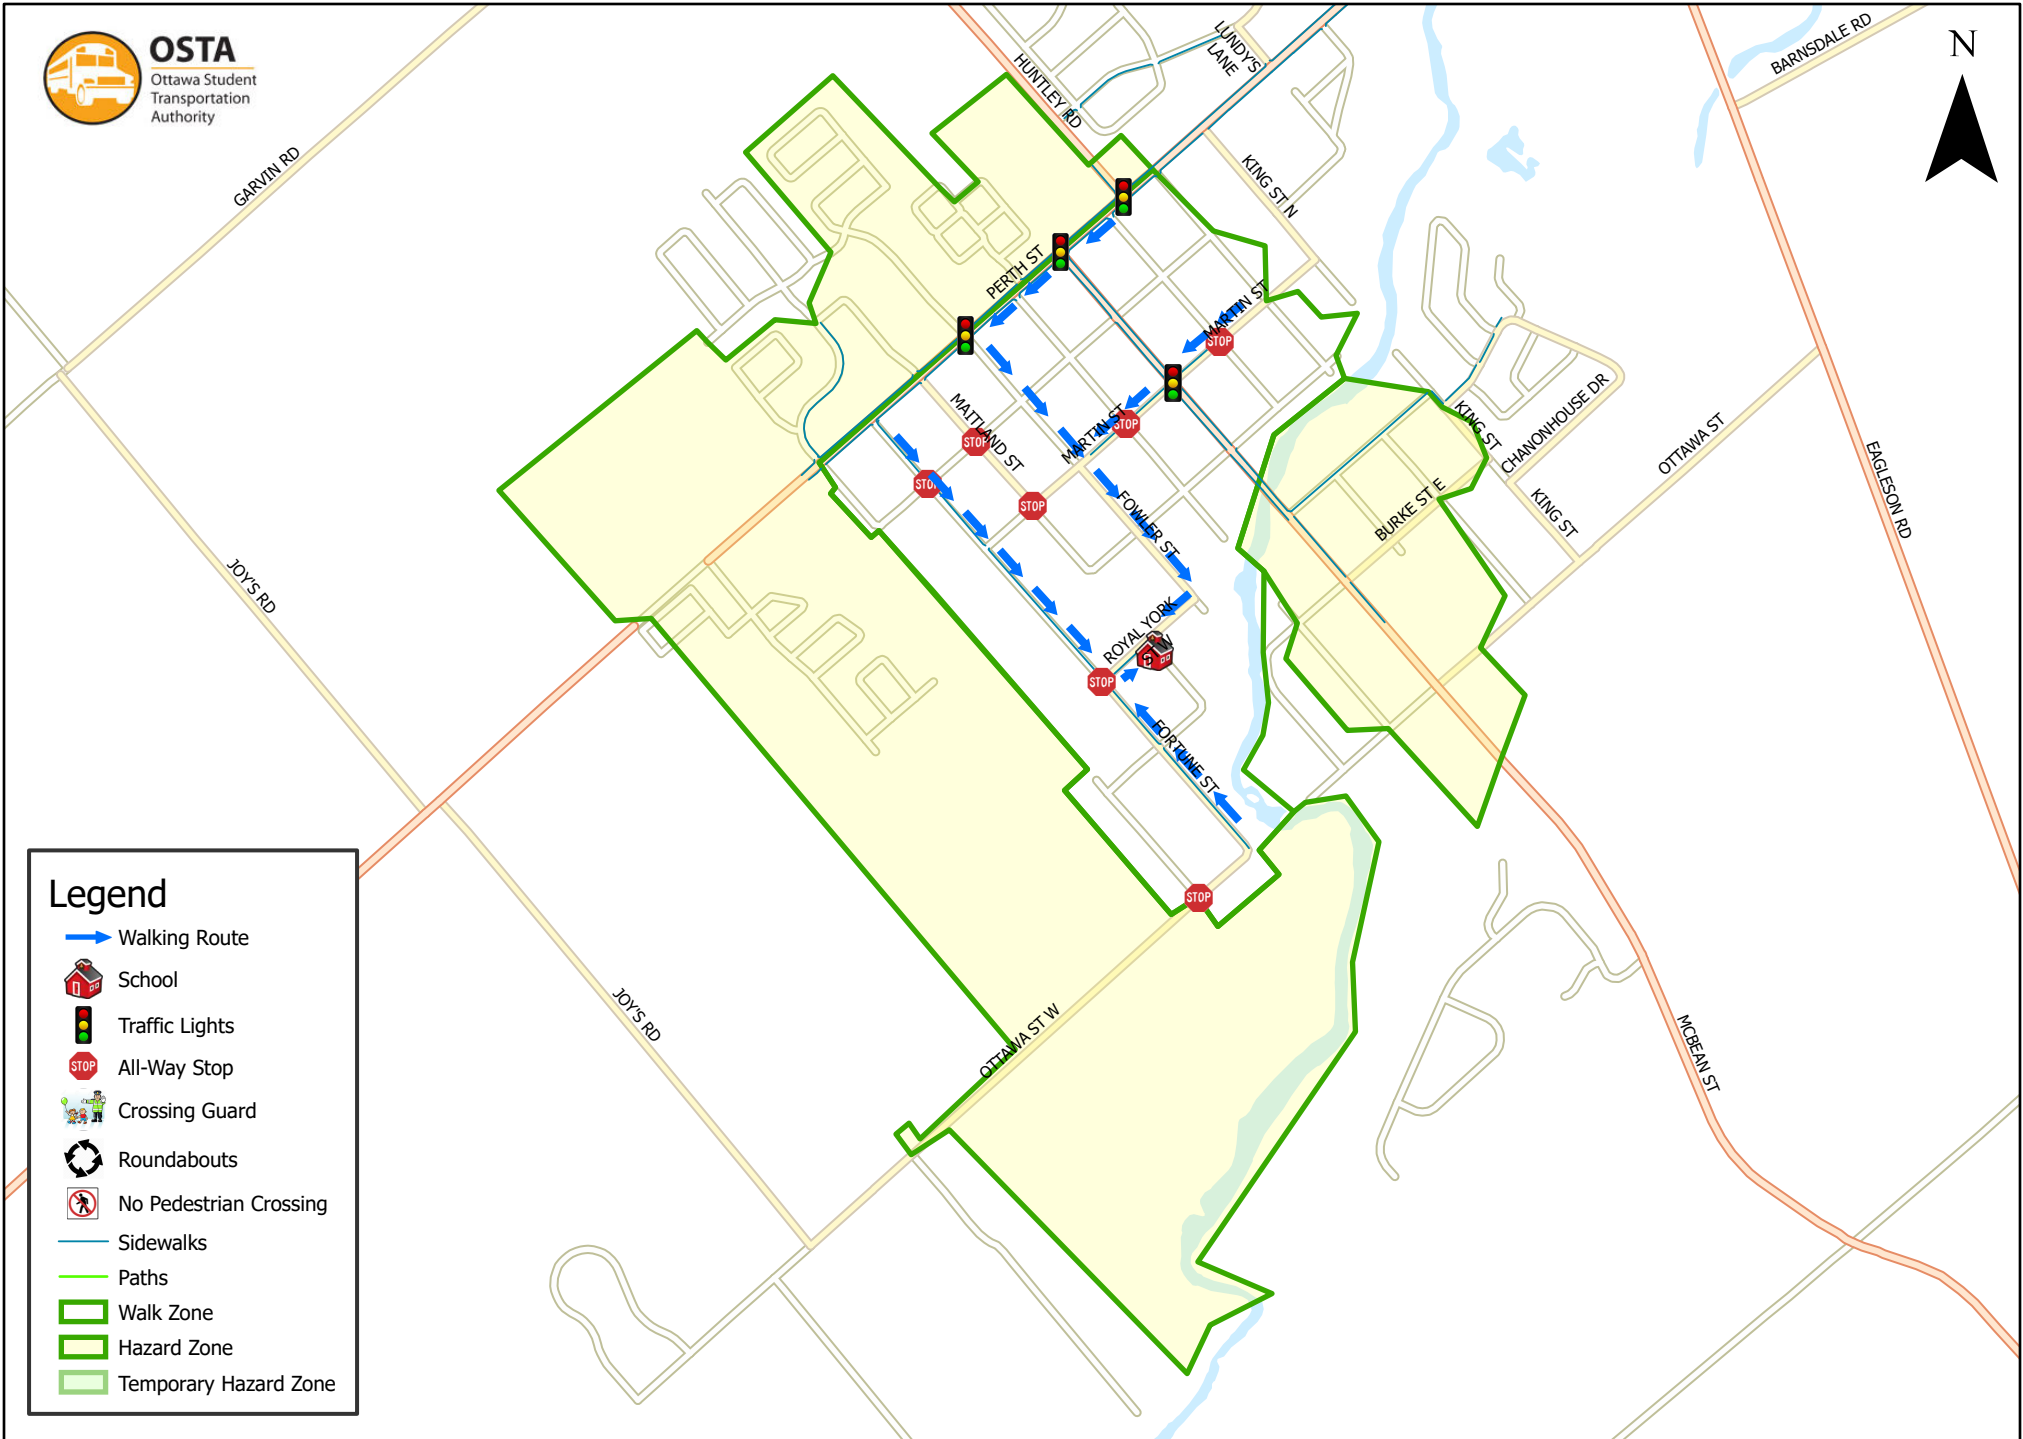 OSTA
Ottawa Student
Transportation
Authority
N
HUNTLEY RD
LUNDY'S
LANE
BARNSDALE RD
GARVIN RD
KING ST N
PERTH ST
MARTIN ST
STOP
MARTIN ST
STOP
MAITLAND ST
STOP
STOP
STOP
KING ST
CHANONHOUSE DR
OTTAWA ST
EAGLESON RD
BURKE ST E
KING ST
FOWLER ST
JOY'S RD
ROYAL YORK
ST W
STOP
FORTUNE ST
STOP
OTTAWA ST W
JOY'S RD
MCBEAN ST
Legend
Walking Route
School
Traffic Lights
STOP
All-Way Stop
Crossing Guard
Roundabouts
No Pedestrian Crossing
Sidewalks
Paths
Walk Zone
Hazard Zone
Temporary Hazard Zone